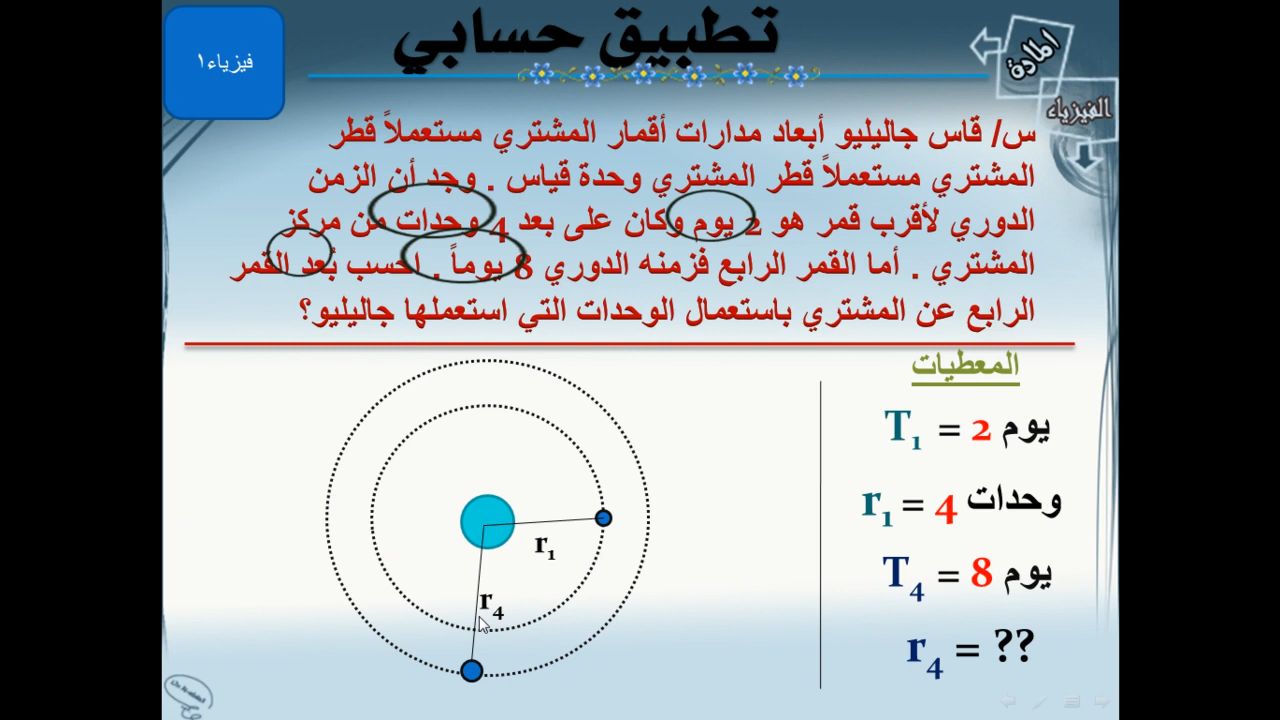 تطبيق حسابي
فيزياء١
المادة
الفيزياء
س/ قاس جاليليو أبعاد مدارات أقمار المشتري مستعملاً قطر
المشتري مستعملاً قطر المشتري وحدة قياس . وجد أن الزمن
الدوري لأقرب قمر هو 2 يوم وكان على بعد 4 وحدات من مركز
المشتري . أما القمر الرابع فزمنه الدوري 8 يوماً . احسب بُعد القمر
الرابع عن المشتري باستعمال الوحدات التي استعملها جاليليو؟
المعطيات
T₁ = 2 يوم
r₁ = 4 وحدات
T₄ = 8 يوم
r₄ = ??
r₁
r₄